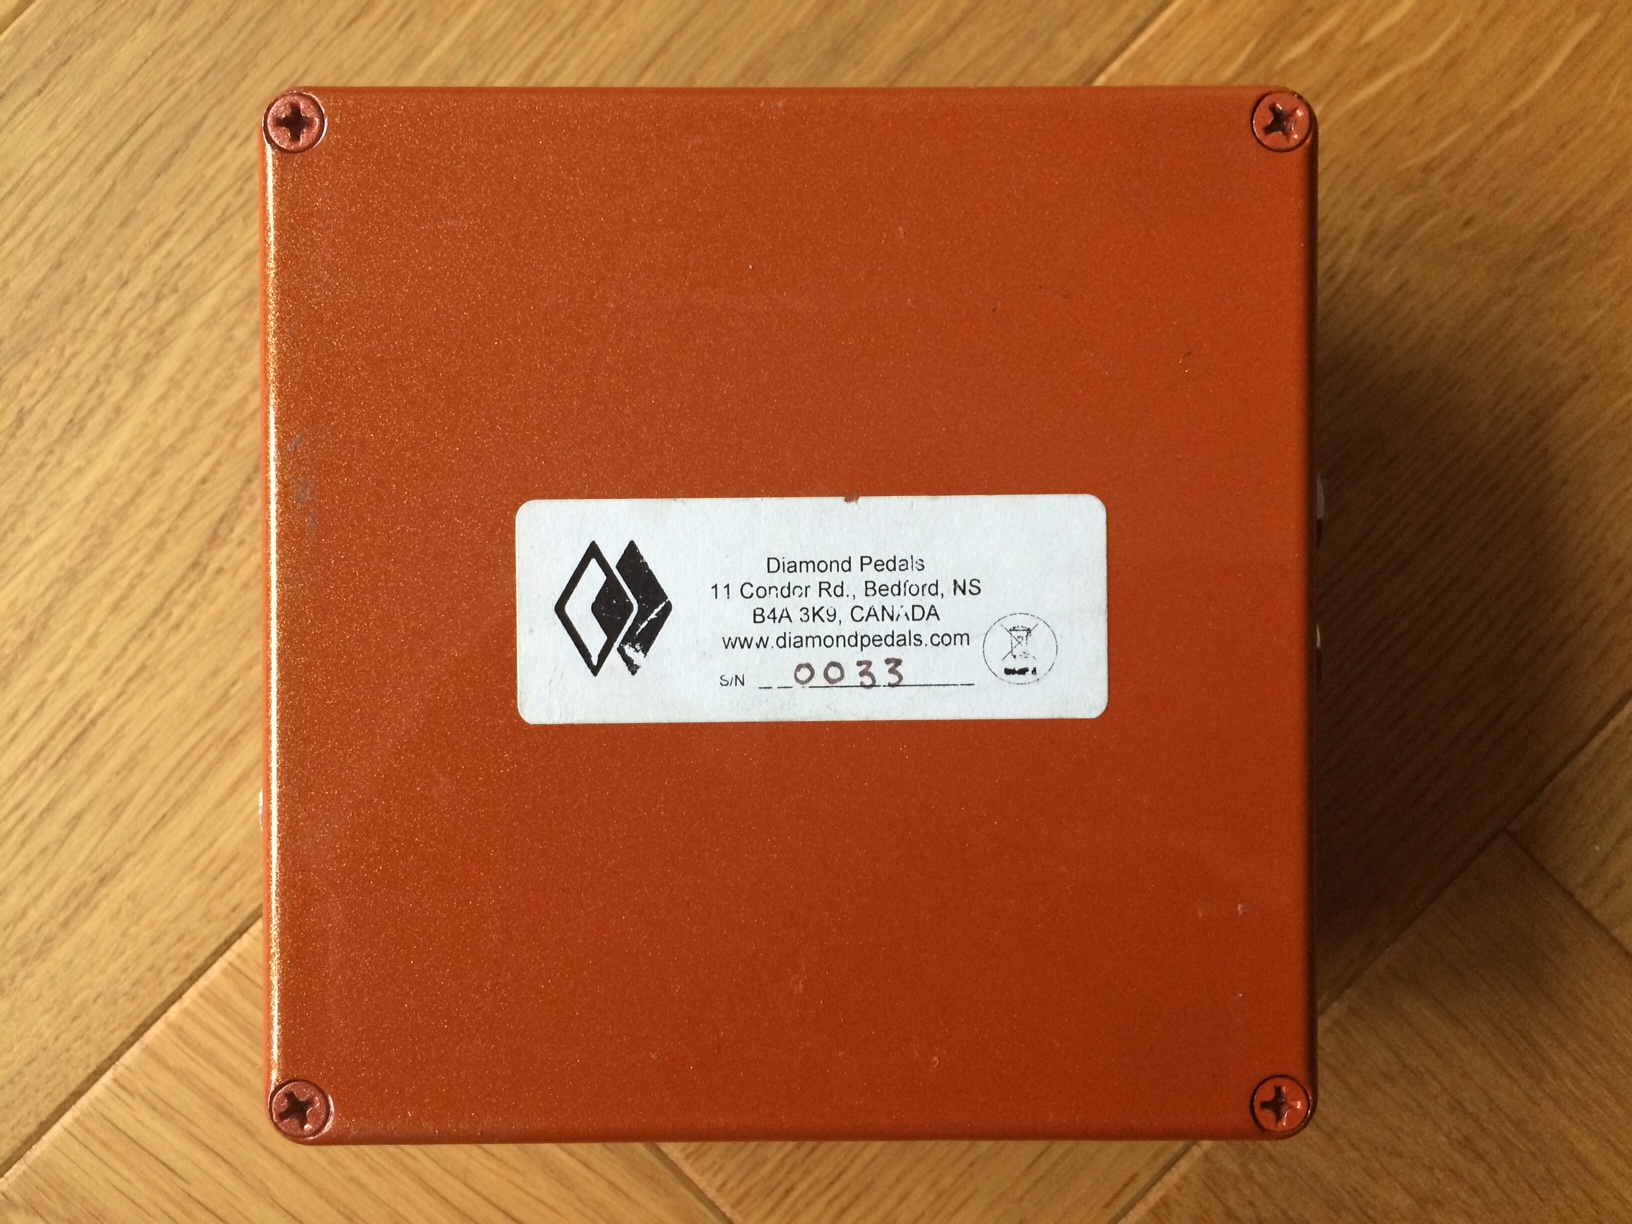 Diamond Pedals
11 Condor Rd., Bedford, NS
B4A 3K9, CANADA
www.diamondpedals.com
S/N 0033